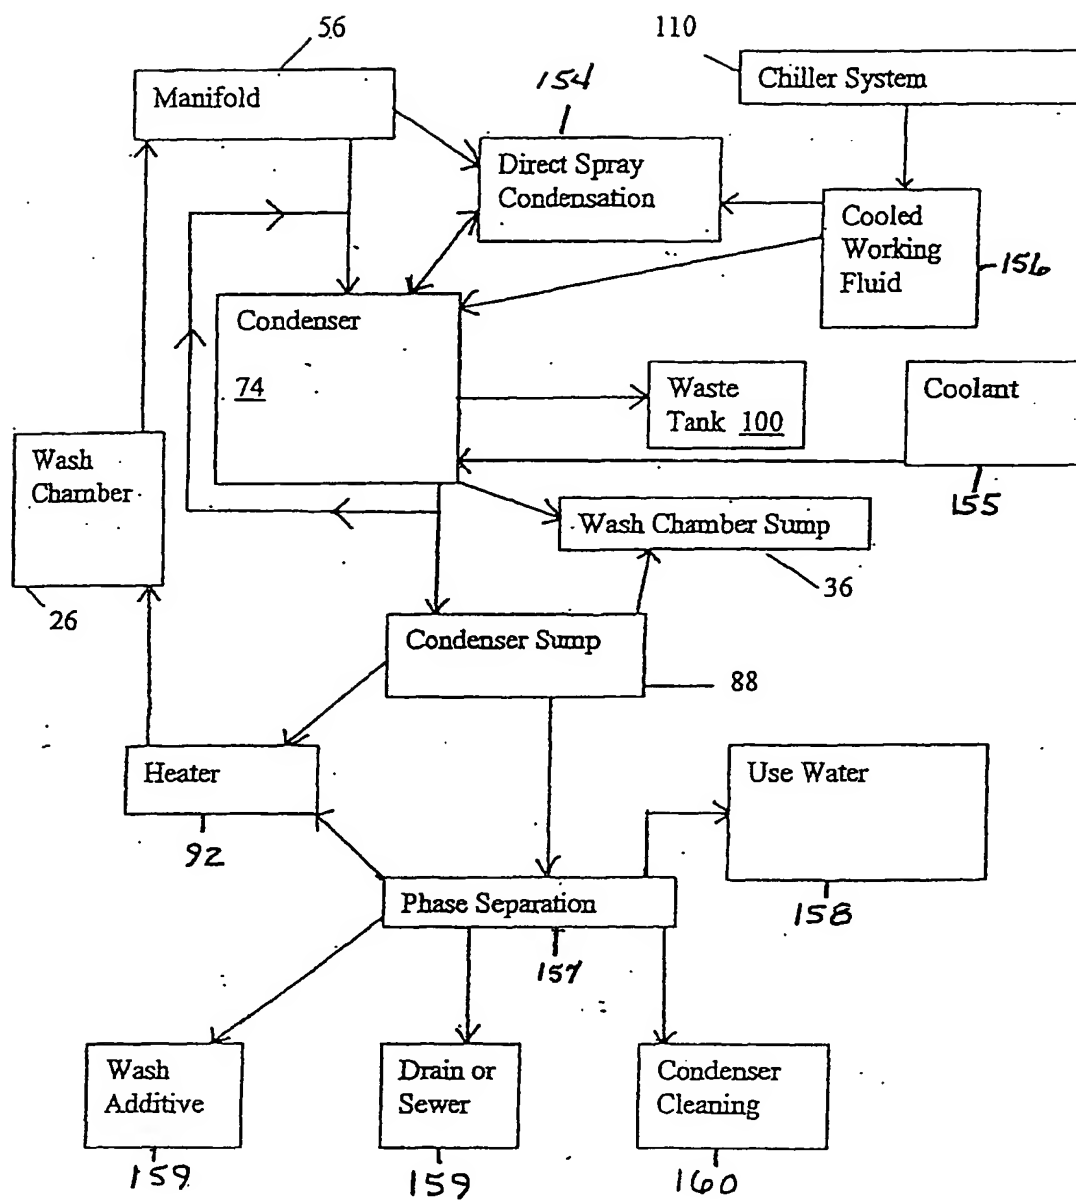 56
110
Manifold
154
Chiller System
Direct Spray
Condensation
Cooled
Working
Fluid
156
Condenser
74
Waste
Tank 100
Coolant
155
Wash
Chamber
Wash Chamber Sump
36
26
Condenser Sump
88
Heater
92
Use Water
158
Phase Separation
157
Wash
Additive
Drain or
Sewer
Condenser
Cleaning
159
159
160